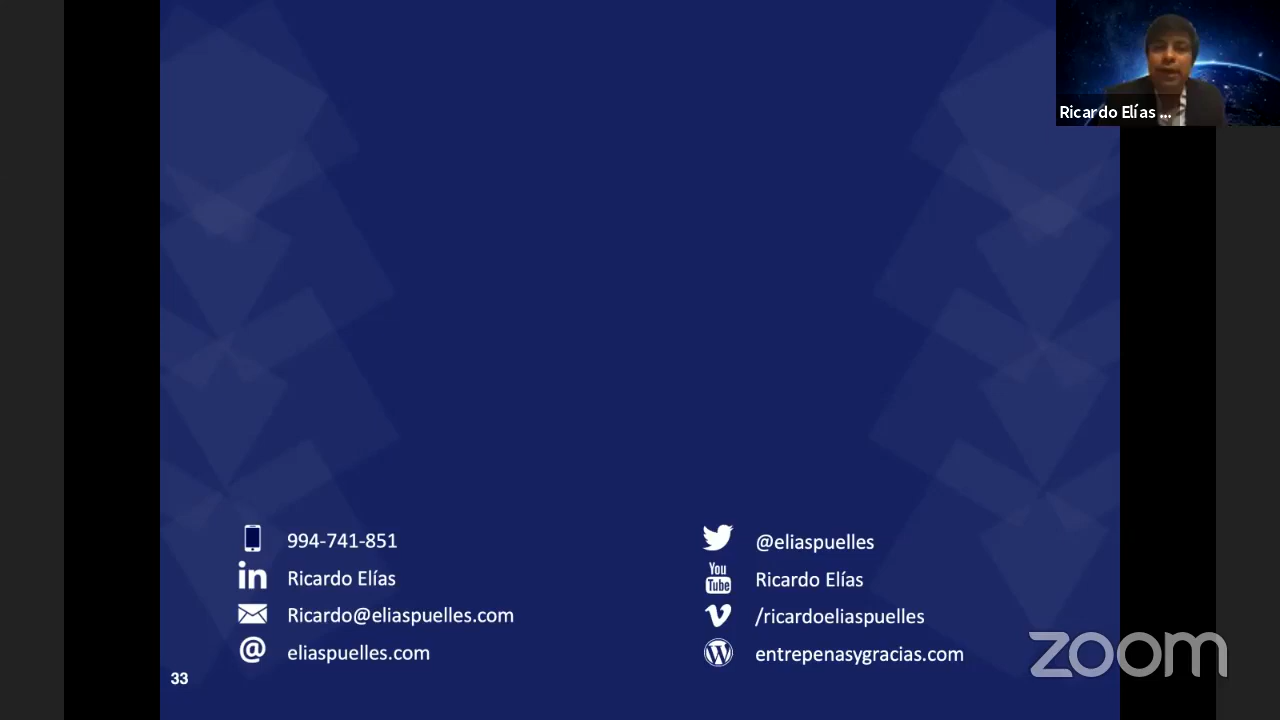 Ricardo Elías ...
994-741-851
in Ricardo Elías
Ricardo@eliaspuelles.com
@ eliaspuelles.com
@eliaspuelles
You Tube Ricardo Elías
/ricardoeliaspuelles
entrepenasygracias.com
33
zoom